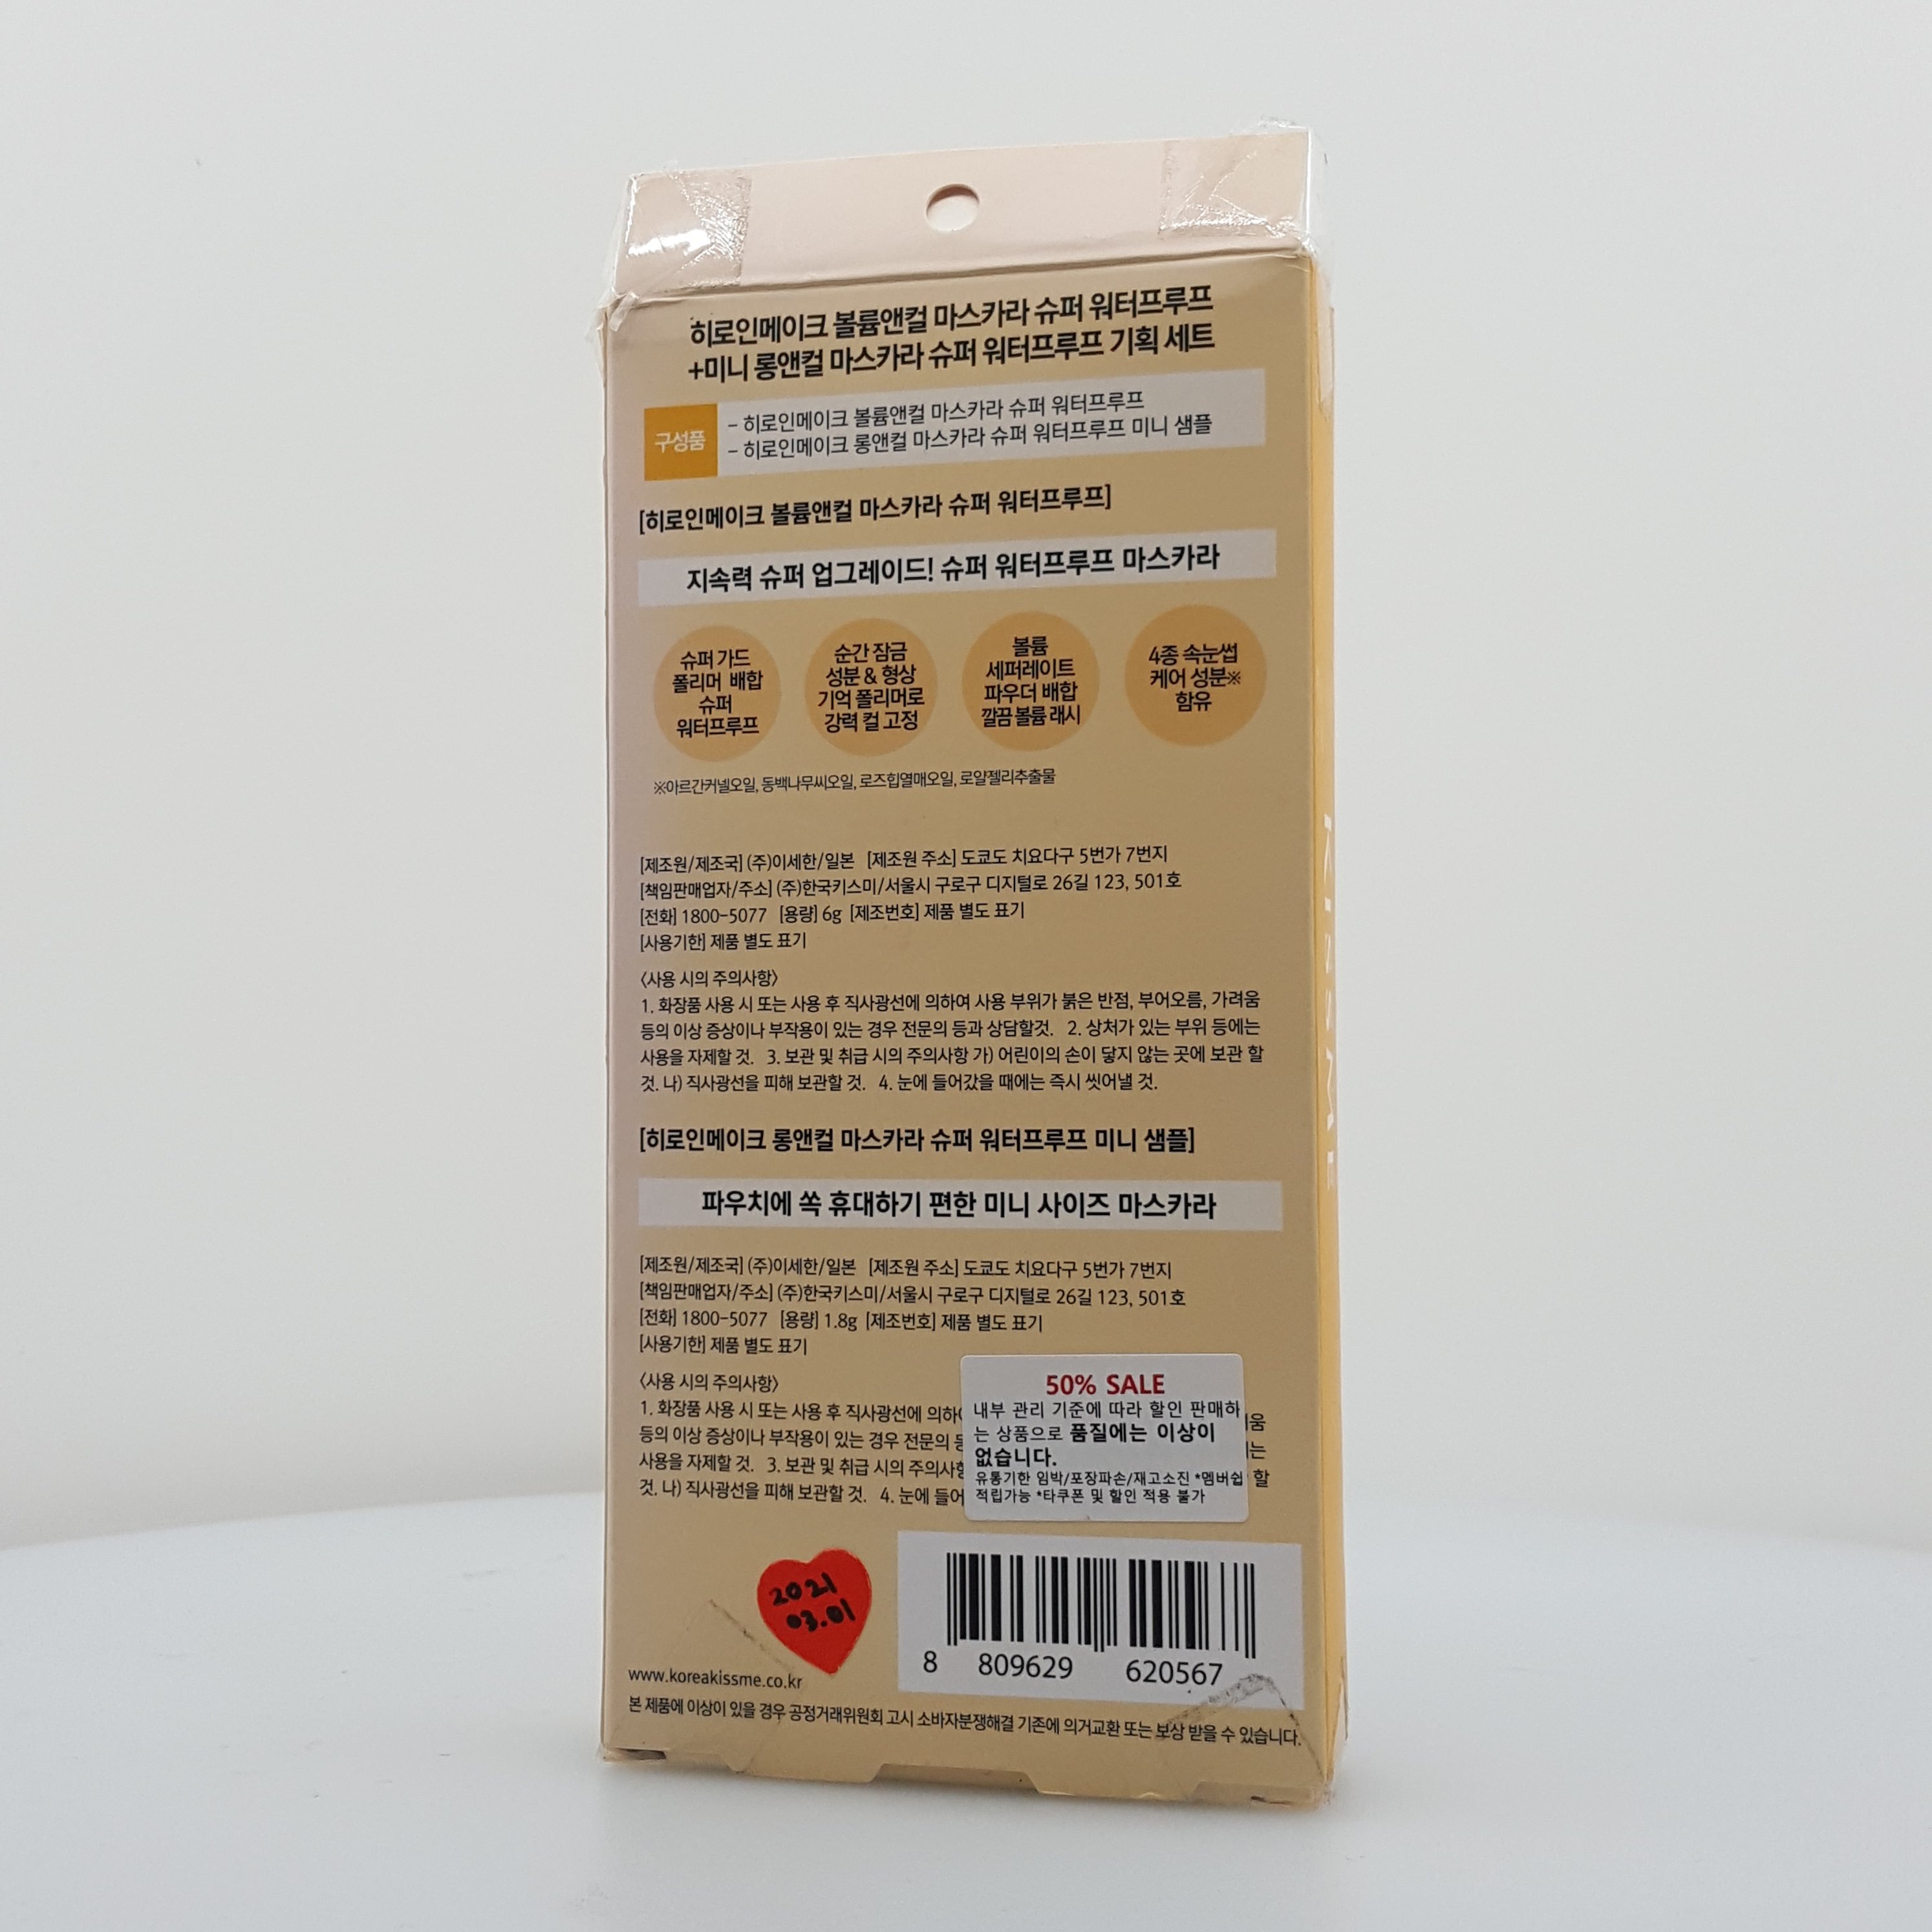 히로인메이크 볼륨앤컬 마스카라 슈퍼 워터프루프
+미니 롱앤컬 마스카라 슈퍼 워터프루프 기획 세트
구성품
- 히로인메이크 볼륨앤컬 마스카라 슈퍼 워터프루프
- 히로인메이크 롱앤컬 마스카라 슈퍼 워터프루프 미니 샘플
[히로인메이크 볼륨앤컬 마스카라 슈퍼 워터프루프]
지속력 슈퍼 업그레이드! 슈퍼 워터프루프 마스카라
슈퍼 가드
폴리머 배합
슈퍼
워터프루프
순간 잠금
성분 & 형상
기억 폴리머로
강력 컬 고정
볼륨
세퍼레이트
파우더 배합
깔끔 볼륨 래시
4종 속눈썹
케어 성분※
함유
※아르간커넬오일, 동백나무씨오일, 로즈힙열매오일, 로얄젤리추출물
[제조원/제조국] (주)이세한/일본 [제조원 주소] 도쿄도 치요다구 5번가 7번지
[책임판매업자/주소] (주)한국키스미/서울시 구로구 디지털로 26길 123, 501호
[전화] 1800-5077 [용량] 6g [제조번호] 제품 별도 표기
[사용기한] 제품 별도 표기
<사용 시의 주의사항>
1. 화장품 사용 시 또는 사용 후 직사광선에 의하여 사용 부위가 붉은 반점, 부어오름, 가려움
등의 이상 증상이나 부작용이 있는 경우 전문의 등과 상담할것. 2. 상처가 있는 부위 등에는
사용을 자제할 것. 3. 보관 및 취급 시의 주의사항 가) 어린이의 손이 닿지 않는 곳에 보관 할
것. 나) 직사광선을 피해 보관할 것. 4. 눈에 들어갔을 때에는 즉시 씻어낼 것.
[히로인메이크 롱앤컬 마스카라 슈퍼 워터프루프 미니 샘플]
파우치에 쏙 휴대하기 편한 미니 사이즈 마스카라
[제조원/제조국] (주)이세한/일본 [제조원 주소] 도쿄도 치요다구 5번가 7번지
[책임판매업자/주소] (주)한국키스미/서울시 구로구 디지털로 26길 123, 501호
[전화] 1800-5077 [용량] 1.8g [제조번호] 제품 별도 표기
[사용기한] 제품 별도 표기
<사용 시의 주의사항>
1. 화장품 사용 시 또는 사용 후 직사광선에
등의 이상 증상이나 부작용이 있는 경우 전문의
사용을 자제할 것. 3. 보관 및 취급 시의 할
것. 나) 직사광선을 피해 보관할 것. 4. 눈에
50% SALE
내부 관리 기준에 따라 할인 판매하
는 상품으로 품질에는 이상이
없습니다.
유통기한 임박/포장파손/재고소진 *멤버쉽
적립가능 *타쿠폰 및 할인 적용 불가
2021
03.01
8 809629 620567
www.koreakissme.co.kr
본 제품에 이상이 있을 경우 공정거래위원회 고시 소바자분쟁해결 기존에 의거교환 또는 보상 받을 수 있습니다.
KISSME